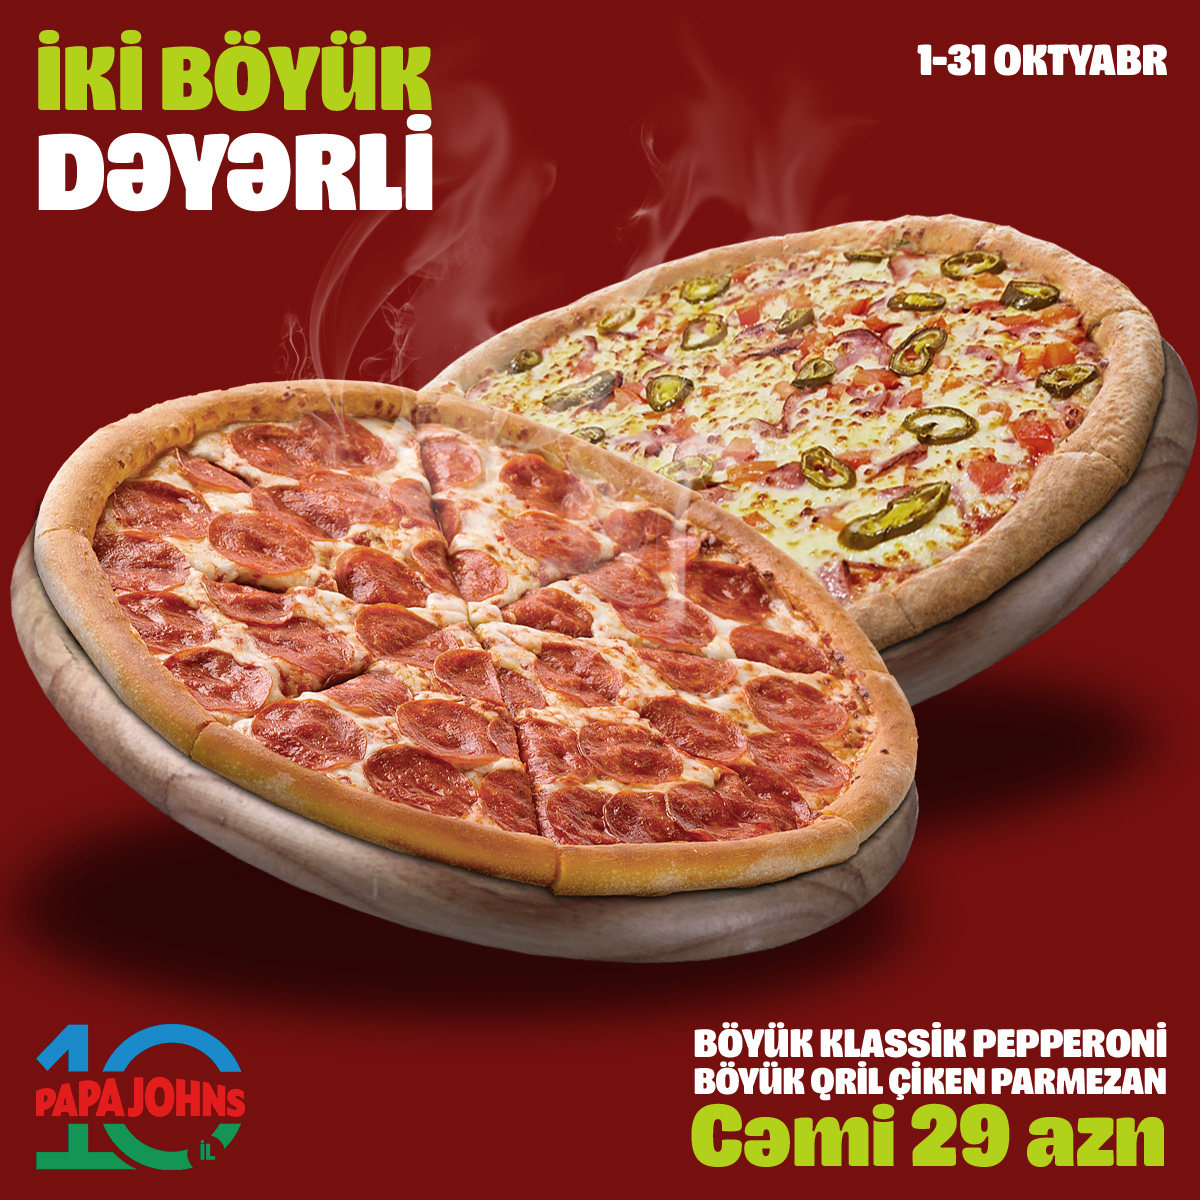 İKİ BÖYÜK
DƏYƏRLİ
1-31 OKTYABR
10
PAPA JOHNS
İL
BÖYÜK KLASSİK PEPPERONİ
BÖYÜK QRİL ÇİKEN PARMEZAN
Cəmi 29 azn